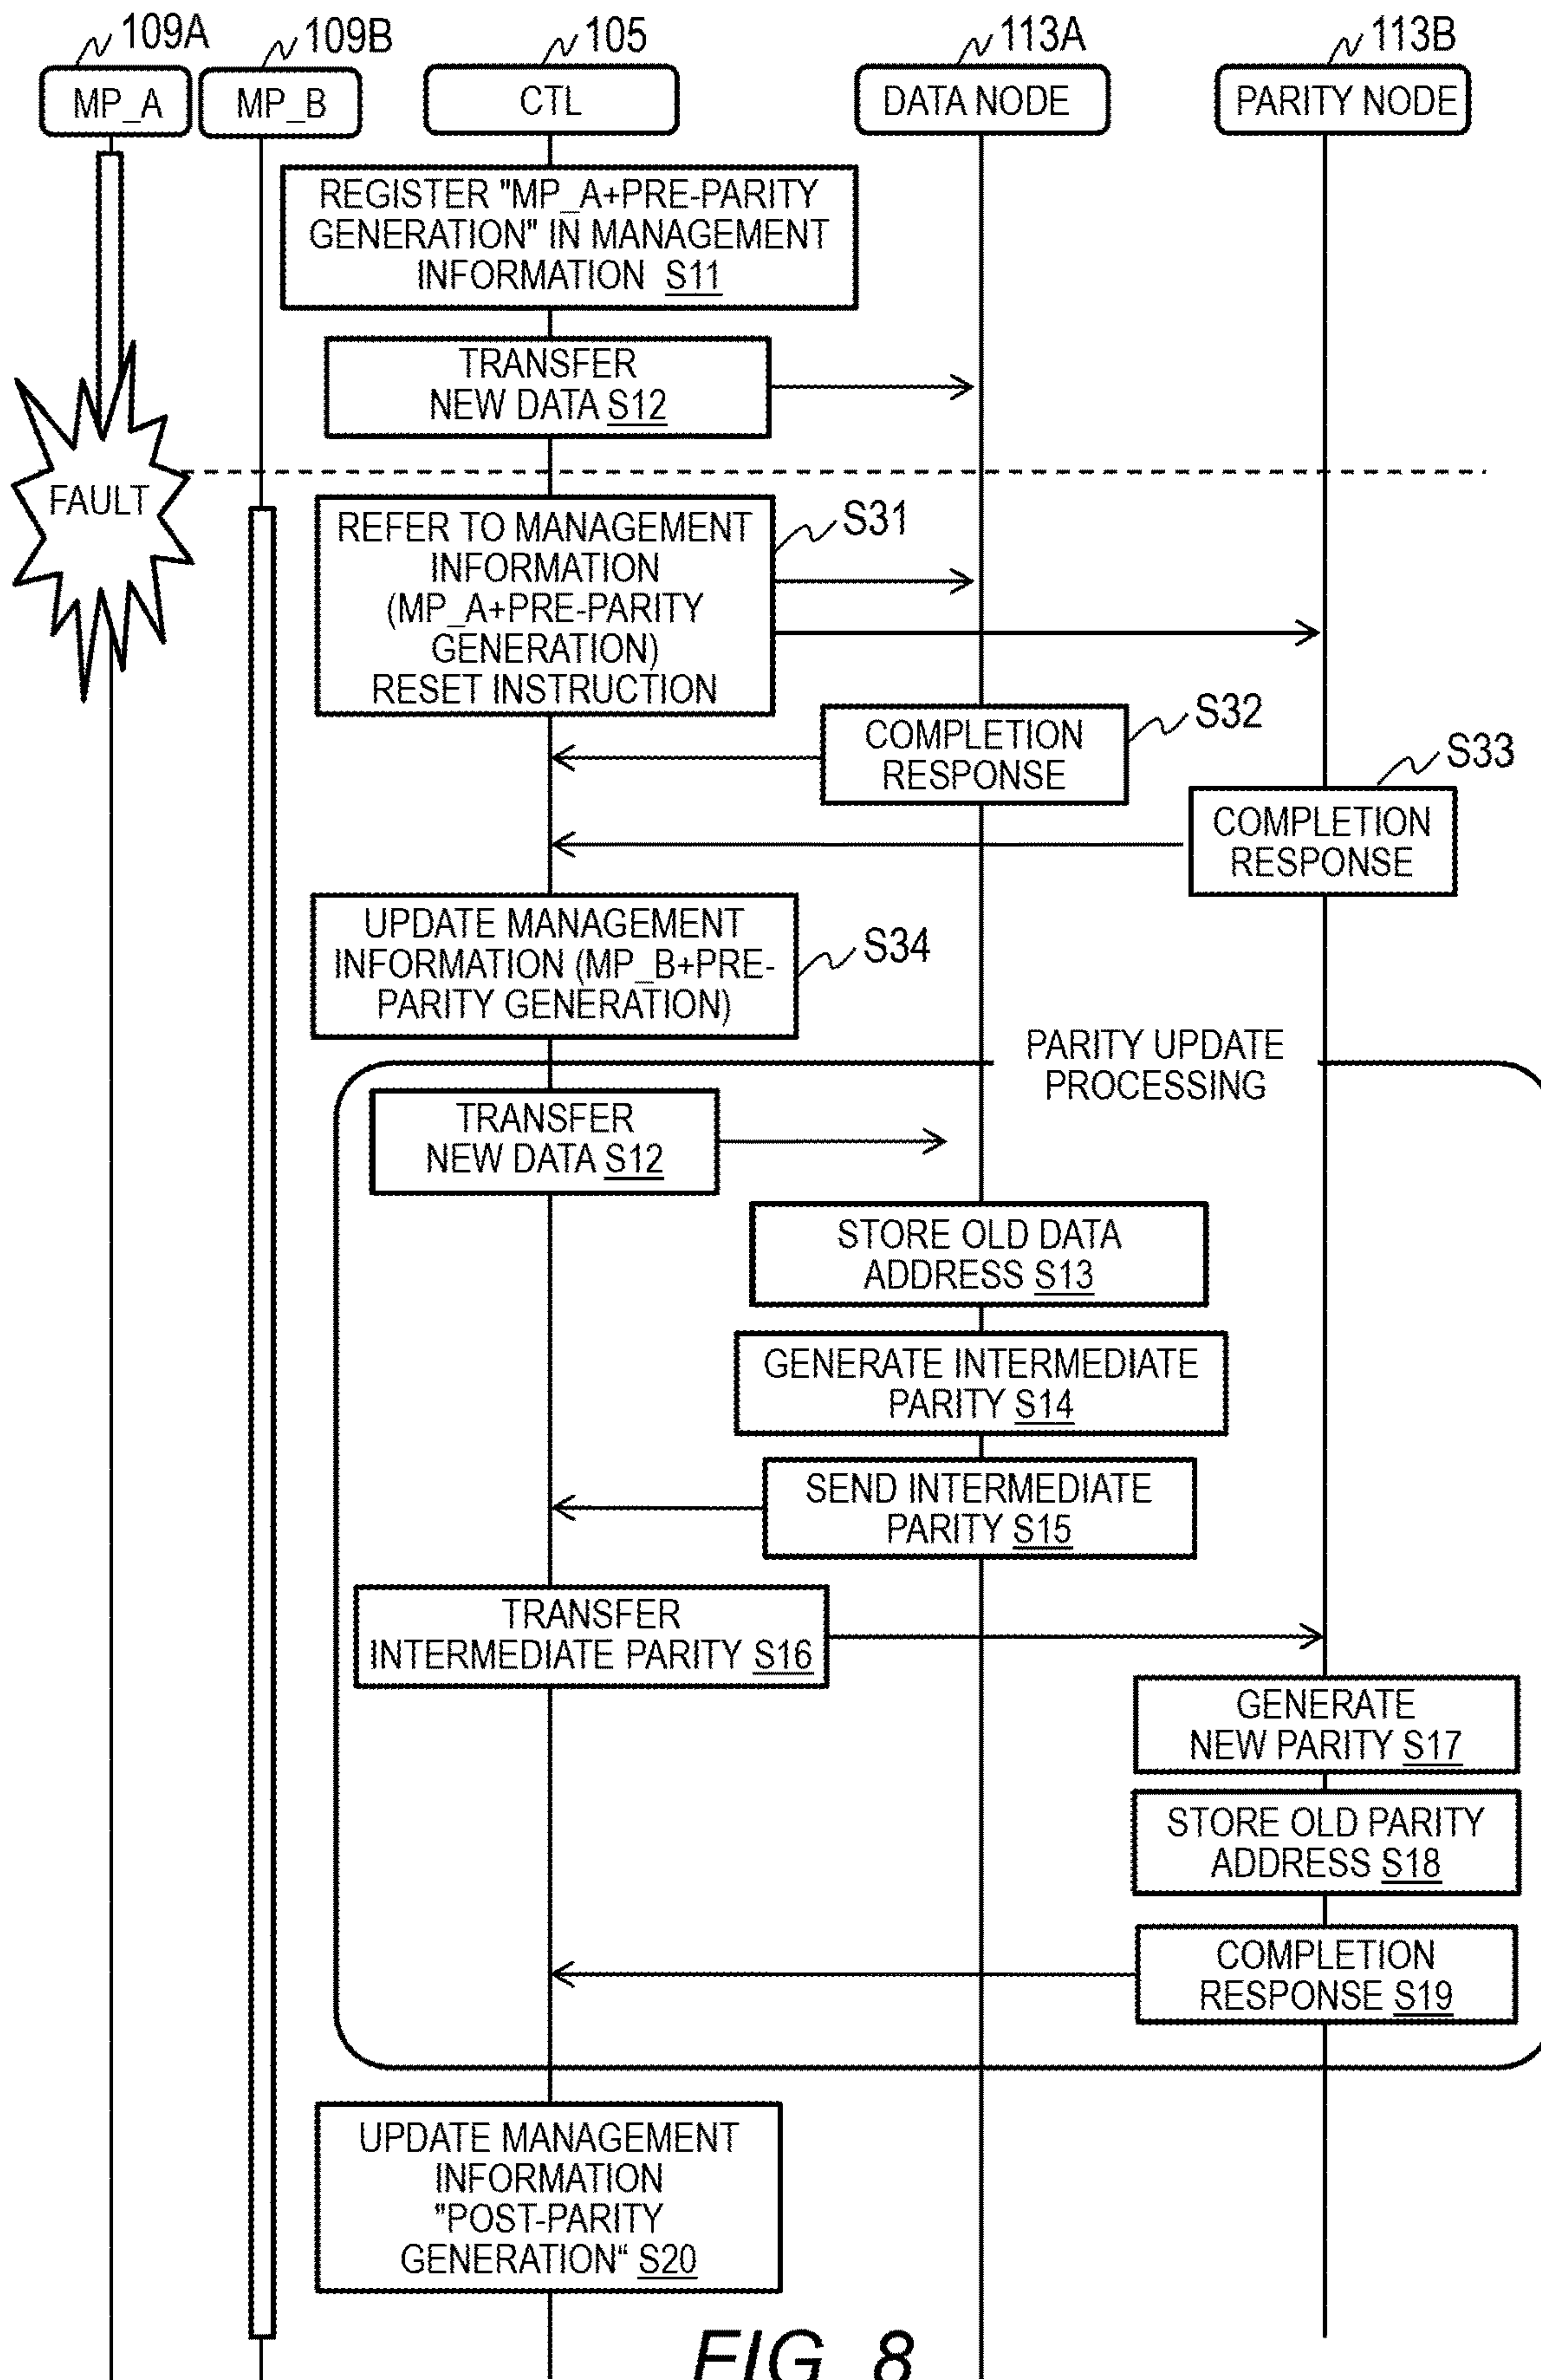 109A
109B
105
113A
113B
MP_A
MP_B
CTL
DATA NODE
PARITY NODE
REGISTER "MP_A+PRE-PARITY
GENERATION" IN MANAGEMENT
INFORMATION S11
TRANSFER
NEW DATA S12
FAULT
REFER TO MANAGEMENT
INFORMATION
(MP_A+PRE-PARITY
GENERATION)
RESET INSTRUCTION
S31
COMPLETION
RESPONSE
S32
COMPLETION
RESPONSE
S33
UPDATE MANAGEMENT
INFORMATION (MP_B+PRE-
PARITY GENERATION)
S34
PARITY UPDATE
PROCESSING
TRANSFER
NEW DATA S12
STORE OLD DATA
ADDRESS S13
GENERATE INTERMEDIATE
PARITY S14
SEND INTERMEDIATE
PARITY S15
TRANSFER
INTERMEDIATE PARITY S16
GENERATE
NEW PARITY S17
STORE OLD PARITY
ADDRESS S18
COMPLETION
RESPONSE S19
UPDATE MANAGEMENT
INFORMATION
"POST-PARITY
GENERATION“ S20
FIG. 8